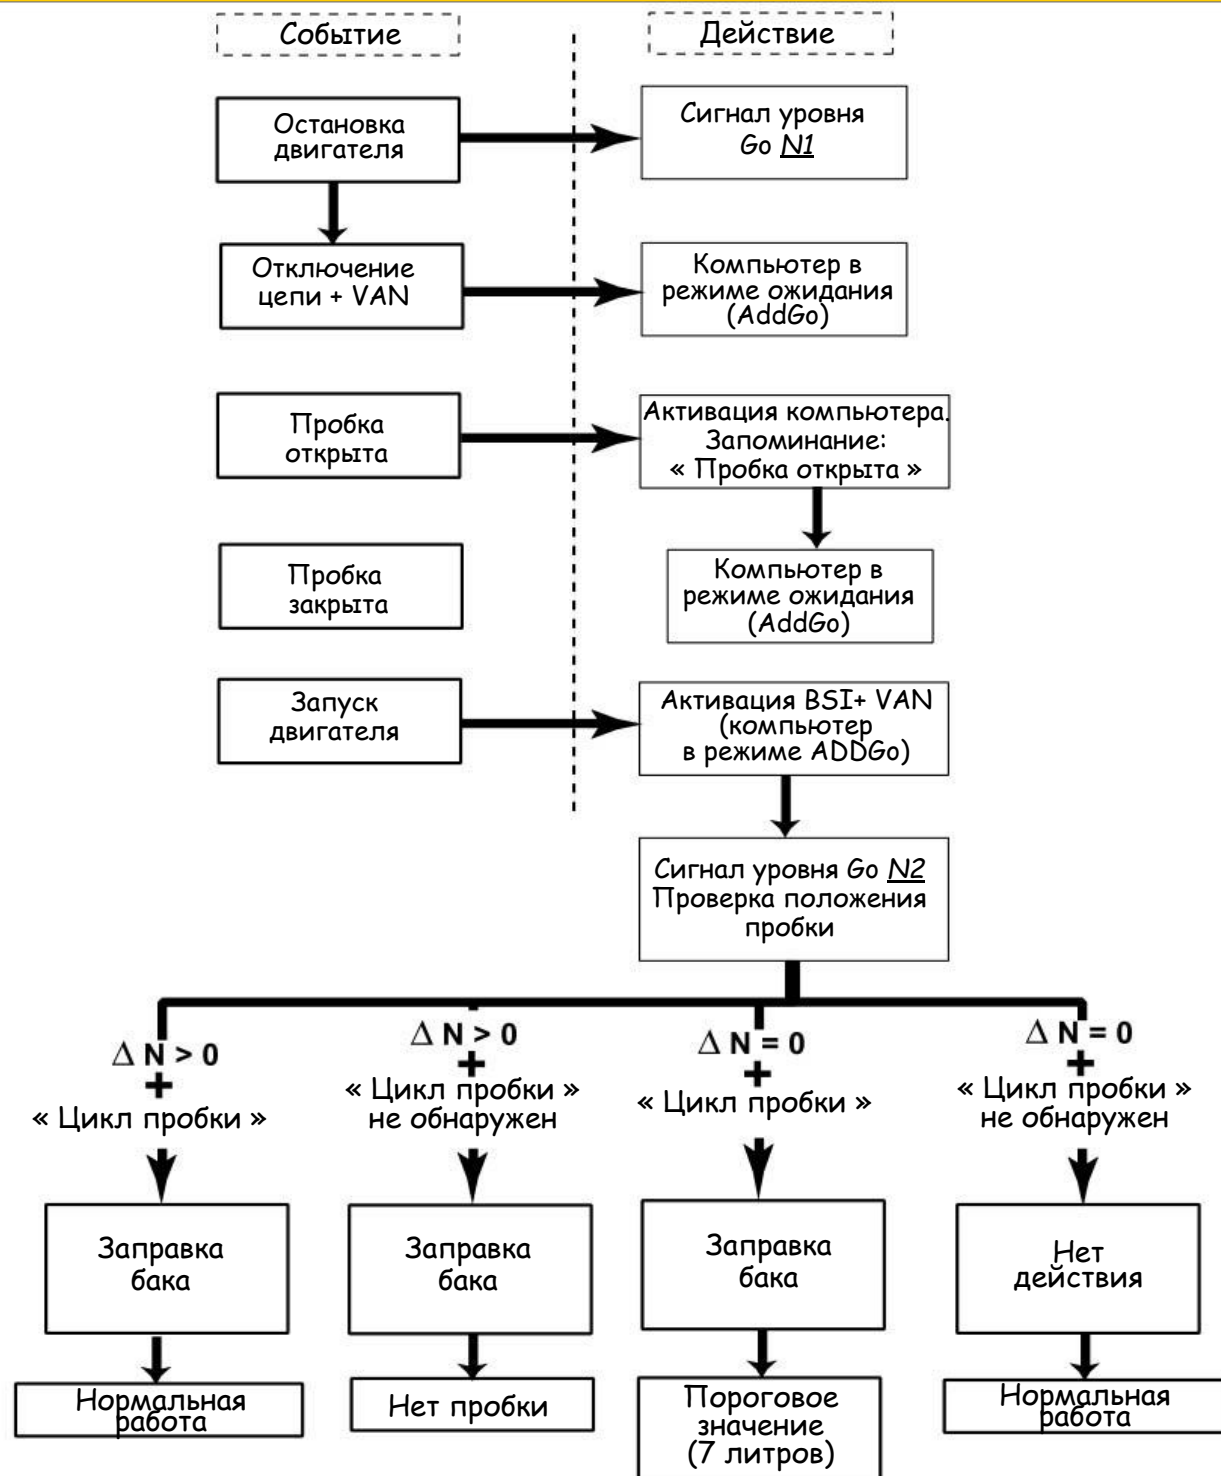 Событие
Действие
Остановка
двигателя
Сигнал уровня
Go N1
Отключение
цепи + VAN
Компьютер в
режиме ожидания
(AddGo)
Пробка
открыта
Активация компьютера.
Запоминание:
« Пробка открыта »
Пробка
закрыта
Компьютер в
режиме ожидания
(AddGo)
Запуск
двигателя
Активация BSI+ VAN
(компьютер
в режиме ADDGo)
Сигнал уровня Go N2
Проверка положения
пробки
Δ N > 0
+
« Цикл пробки »
Δ N > 0
+
« Цикл пробки »
не обнаружен
Δ N = 0
+
« Цикл пробки »
Δ N = 0
+
« Цикл пробки »
не обнаружен
Заправка
бака
Заправка
бака
Заправка
бака
Нет
действия
Нормальная
работа
Нет пробки
Пороговое
значение
(7 литров)
Нормальная
работа